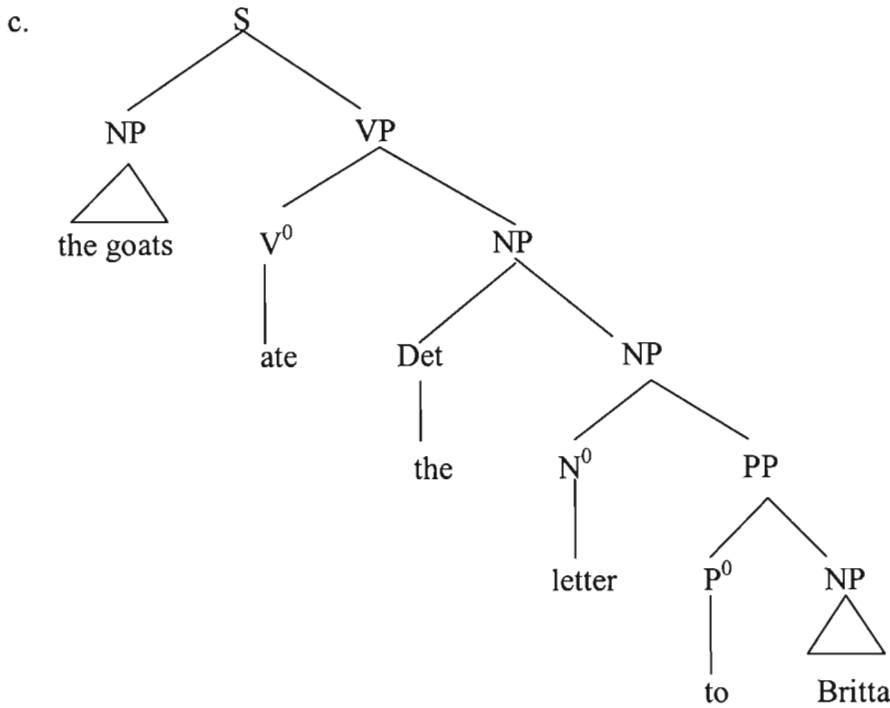 c. S
NP VP
the goats V⁰ NP
ate Det NP
the N⁰ PP
letter P⁰ NP
to Britta